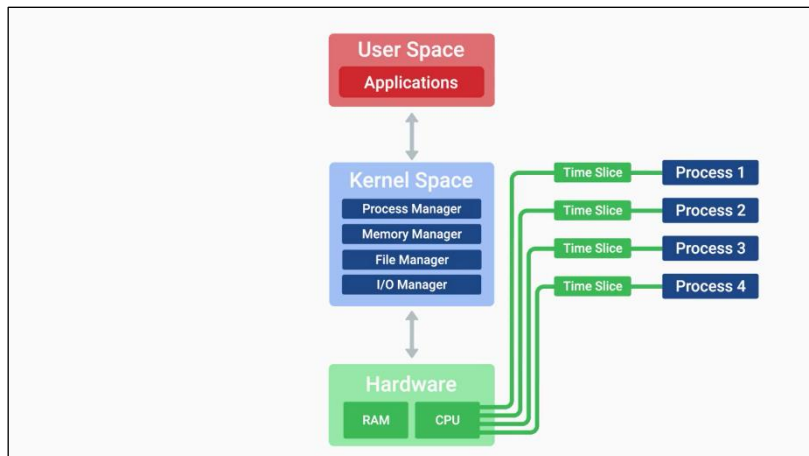 User Space
Applications
Kernel Space
Process Manager
Memory Manager
File Manager
I/O Manager
Time Slice Process 1
Time Slice Process 2
Time Slice Process 3
Time Slice Process 4
Hardware
RAM CPU